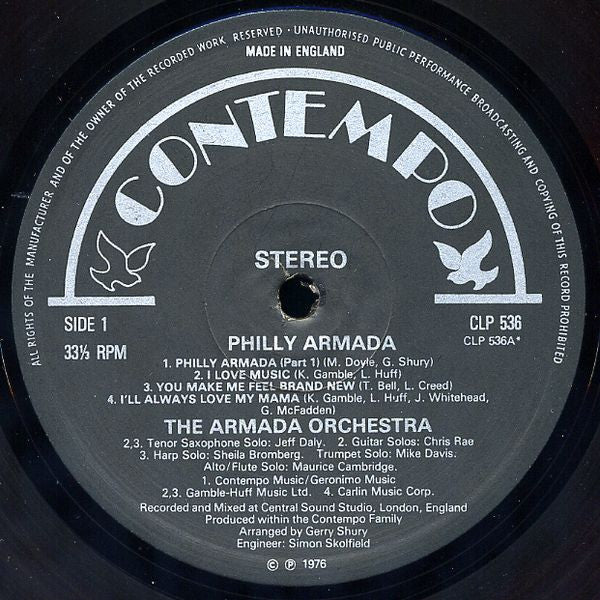 ALL RIGHTS OF THE MANUFACTURER AND OF THE OWNER OF THE RECORDED WORK RESERVED · UNAUTHORISED PUBLIC PERFORMANCE BROADCASTING AND COPYING OF THIS RECORD PROHIBITED
MADE IN ENGLAND
CONTEMPO
STEREO
SIDE 1
33⅓ RPM
CLP 536
CLP 536A*
PHILLY ARMADA
1. PHILLY ARMADA (Part 1) (M. Doyle, G. Shury)
2. I LOVE MUSIC (K. Gamble, L. Huff)
3. YOU MAKE ME FEEL BRAND NEW (T. Bell, L. Creed)
4. I'LL ALWAYS LOVE MY MAMA (K. Gamble, L. Huff, J. Whitehead,
G. McFadden)
THE ARMADA ORCHESTRA
2,3. Tenor Saxophone Solo: Jeff Daly. 2. Guitar Solos: Chris Rae
3. Harp Solo: Sheila Bromberg. Trumpet Solo: Mike Davis.
Alto/Flute Solo: Maurice Cambridge.
1. Contempo Music/Geronimo Music
2,3. Gamble-Huff Music Ltd. 4. Carlin Music Corp.
Recorded and Mixed at Central Sound Studio, London, England
Produced within the Contempo Family
Arranged by Gerry Shury
Engineer: Simon Skolfield
© ℗ 1976